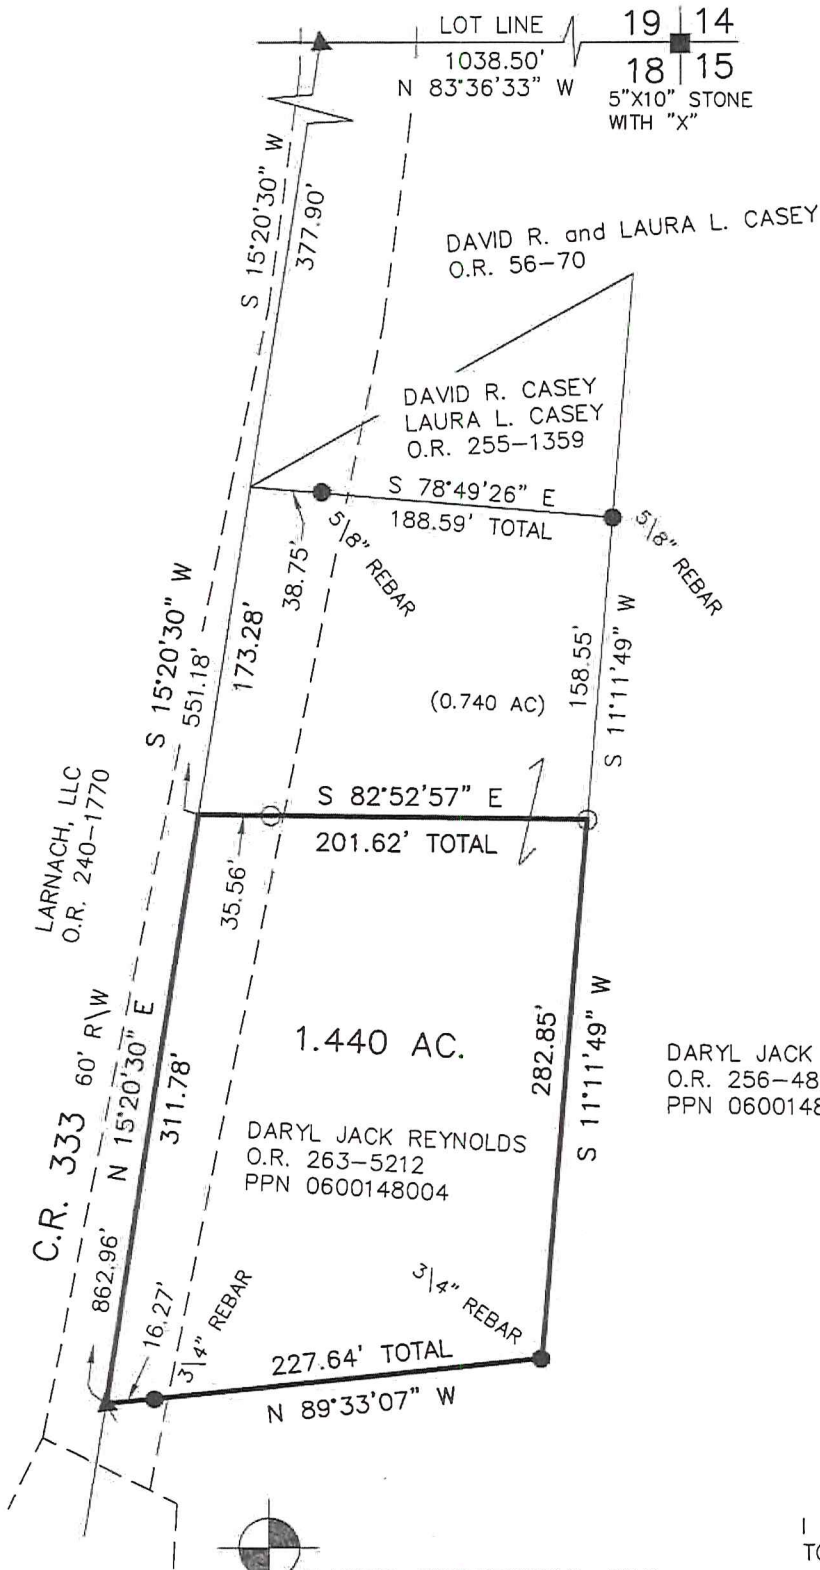 LOT LINE
1038.50'
N 83°36'33" W
19 14
18 15
5"X10" STONE
WITH "X"
S 15°20'30" W
377.90'
DAVID R. and LAURA L. CASEY
O.R. 56-70
DAVID R. CASEY
LAURA L. CASEY
O.R. 255-1359
S 78°49'26" E
188.59' TOTAL
38.75'
5\8" REBAR
5\8" REBAR
S 15°20'30" W
551.18'
173.28'
(0.740 AC)
158.55'
S 11°11'49" W
S 82°52'57" E
201.62' TOTAL
35.56'
LARNACH, LLC
O.R. 240-1770
C.R. 333 60' R\W
N 15°20'30" E
311.78'
1.440 AC.
282.85'
S 11°11'49" W
DARYL JACK
O.R. 256-48
PPN 0600148
DARYL JACK REYNOLDS
O.R. 263-5212
PPN 0600148004
862.96'
16.27'
3\4" REBAR
3\4" REBAR
227.64' TOTAL
N 89°33'07" W
I
TO